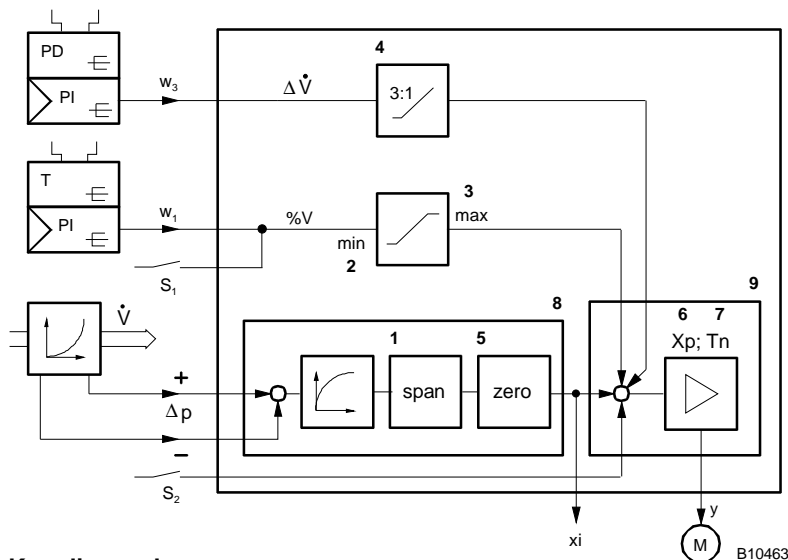 4
PD
w3
ΔV̇
3:1
PI
T
w1
%V
3
max
PI
min
2
S1
9
8
V̇
6 7
1
5
Xp; Tn
+
Δp
span
zero
−
S2
y
xi
M
B10463